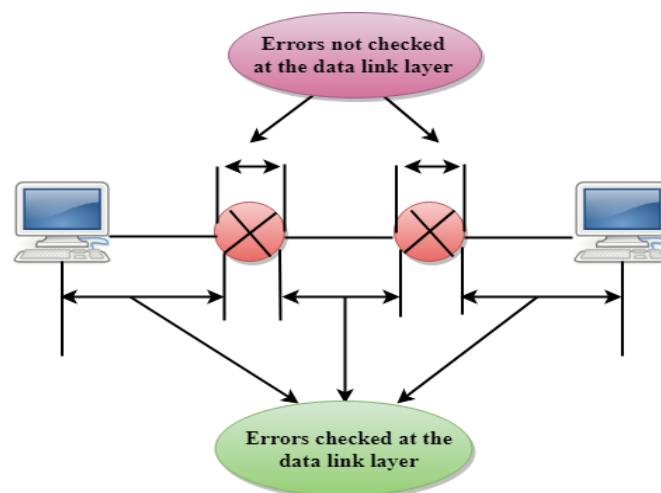 Errors not checked
at the data link layer
Errors checked at the
data link layer